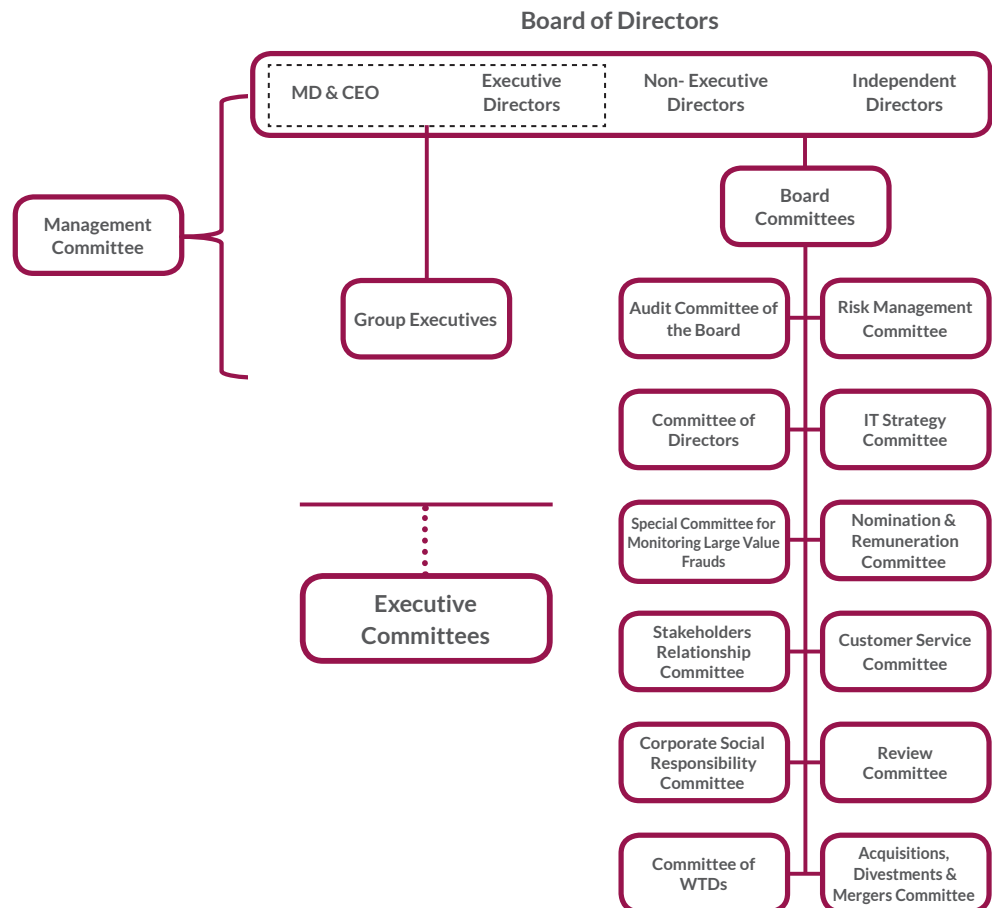 Board of Directors
MD & CEO
Executive
Directors
Non- Executive
Directors
Independent
Directors
Management
Committee
Board
Committees
Group Executives
Audit Committee of
the Board
Risk Management
Committee
Committee of
Directors
IT Strategy
Committee
Special Committee for
Monitoring Large Value
Frauds
Nomination &
Remuneration
Committee
Executive
Committees
Stakeholders
Relationship
Committee
Customer Service
Committee
Corporate Social
Responsibility
Committee
Review
Committee
Committee of
WTDs
Acquisitions,
Divestments &
Mergers Committee